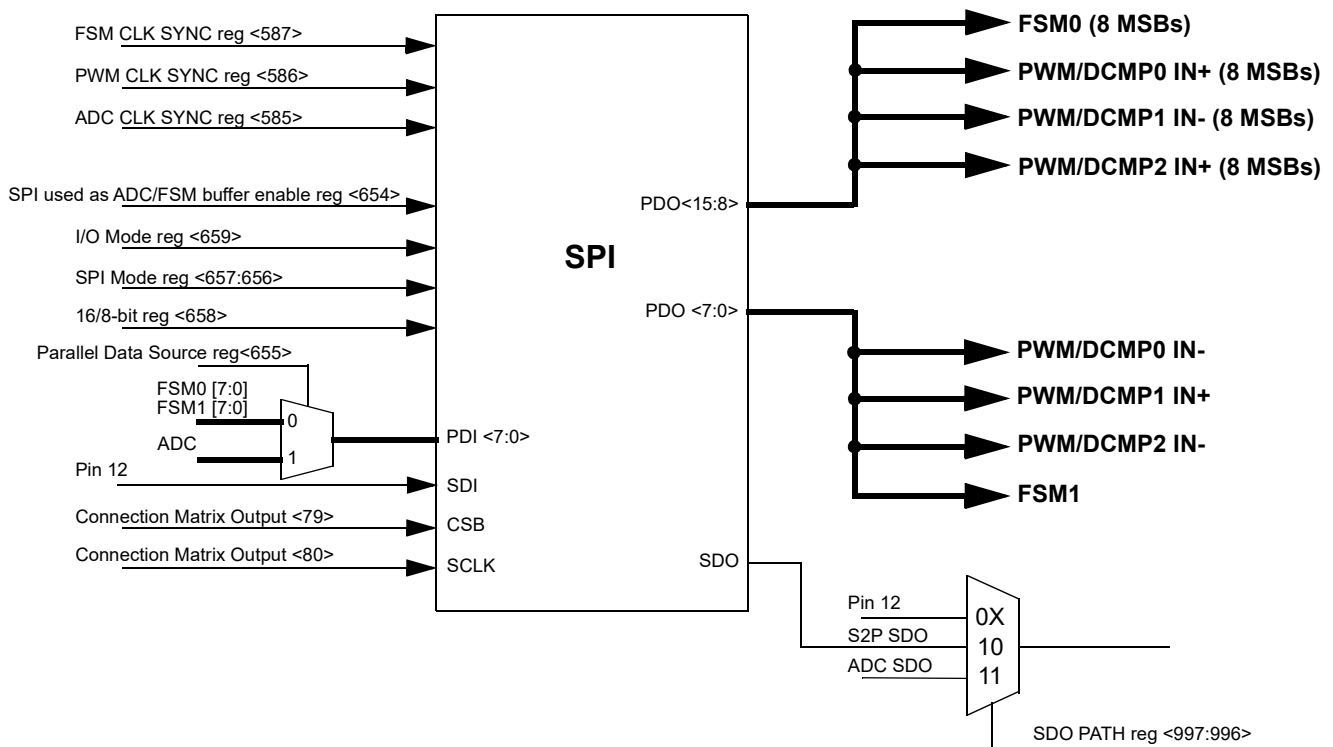 FSM CLK SYNC reg <587>
PWM CLK SYNC reg <586>
ADC CLK SYNC reg <585>
SPI used as ADC/FSM buffer enable reg <654>
I/O Mode reg <659>
SPI Mode reg <657:656>
16/8-bit reg <658>
Parallel Data Source reg<655>
FSM0 [7:0]
FSM1 [7:0]
0
ADC
1
Pin 12
Connection Matrix Output <79>
Connection Matrix Output <80>
PDI <7:0>
SDI
CSB
SCLK
SPI
PDO<15:8>
PDO <7:0>
SDO
FSM0 (8 MSBs)
PWM/DCMP0 IN+ (8 MSBs)
PWM/DCMP1 IN- (8 MSBs)
PWM/DCMP2 IN+ (8 MSBs)
PWM/DCMP0 IN-
PWM/DCMP1 IN+
PWM/DCMP2 IN-
FSM1
Pin 12
S2P SDO
ADC SDO
0X
10
11
SDO PATH reg <997:996>